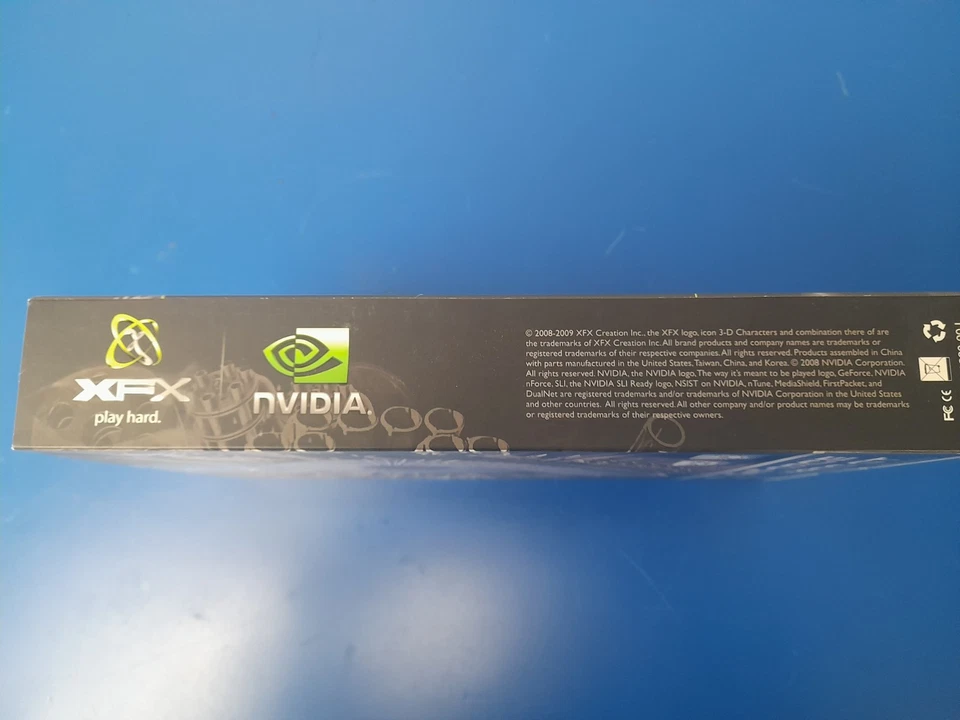 XFX
play hard.
NVIDIA.
© 2008-2009 XFX Creation Inc., the XFX logo, icon 3-D Characters and combination there of are
the trademarks of XFX Creation Inc. All brand products and company names are trademarks or
registered trademarks of their respective companies. All rights reserved. Products assembled in China
with parts manufactured in the United States, Taiwan, China, and Korea. © 2008 NVIDIA Corporation.
All rights reserved. NVIDIA, the NVIDIA logo, The way it's meant to be played logo, GeForce, NVIDIA
nForce, SLI, the NVIDIA SLI Ready logo, NSIST on NVIDIA, nTune, MediaShield, FirstPacket, and
DualNet are registered trademarks and/or trademarks of NVIDIA Corporation in the United States
and other countries. All rights reserved. All other company and/or product names may be trademarks
or registered trademarks of their respective owners.
FC CE